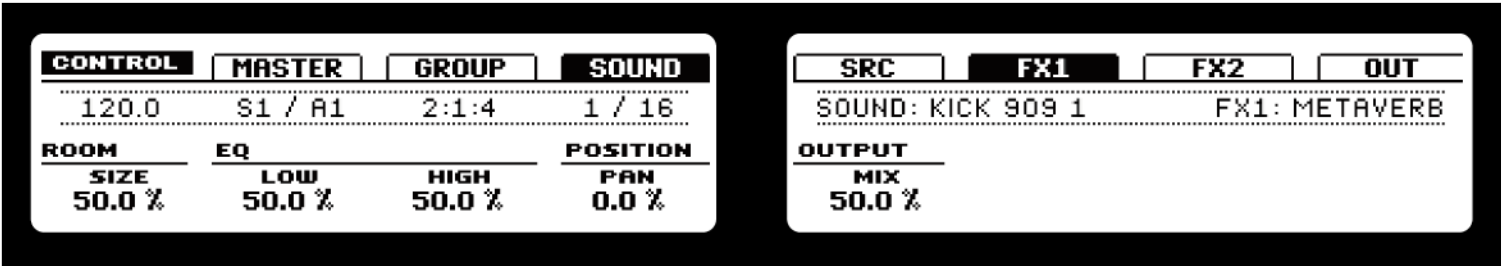 CONTROL MASTER GROUP SOUND
120.0 S1 / A1 2:1:4 1 / 16
ROOM EQ POSITION
SIZE LOW HIGH PAN
50.0 % 50.0 % 50.0 % 0.0 %
SRC FX1 FX2 OUT
SOUND: KICK 909 1 FX1: METAVERB
OUTPUT
MIX
50.0 %